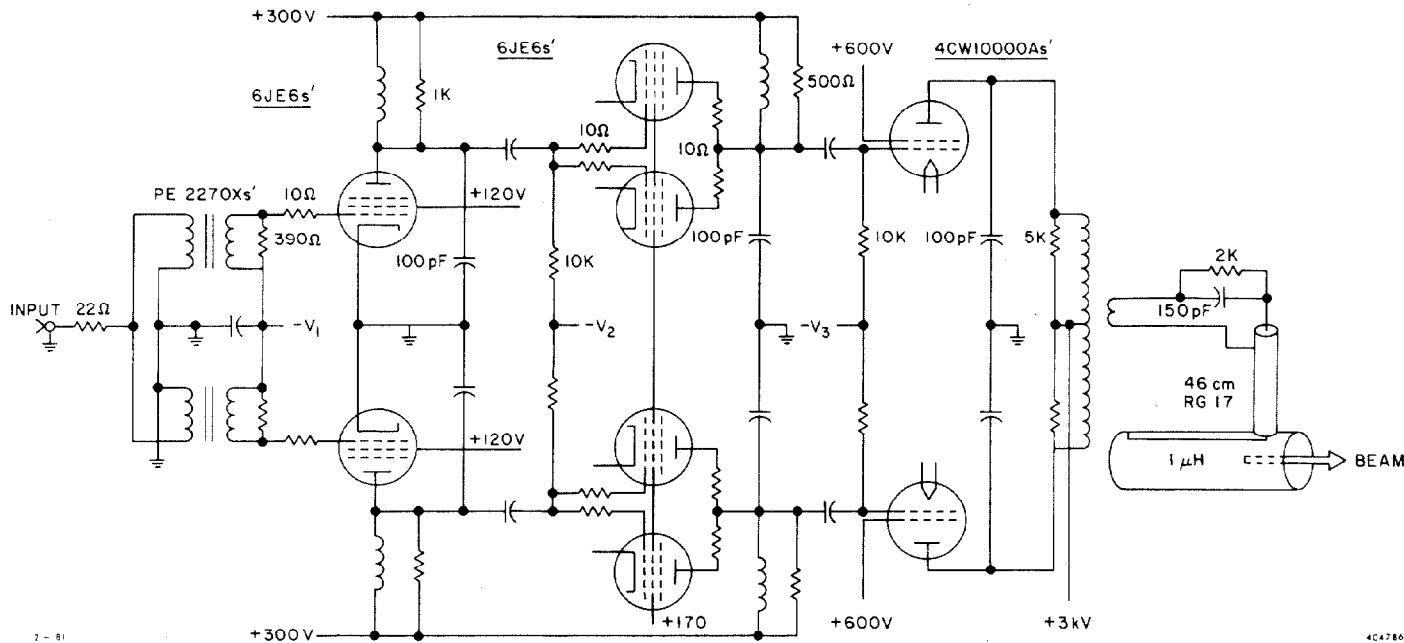 +300V
6JE6s'
+600V
4CW10000As'
6JE6s'
1K
500Ω
10Ω
10Ω
PE 2270Xs'
10Ω
+120V
390Ω
100pF
10K
100pF
10K
100pF
5K
2K
150pF
INPUT
22Ω
-V1
-V2
-V3
46 cm
RG 17
+120V
1 μH
BEAM
+300V
+170
+600V
+3kV
2-81
4C4786